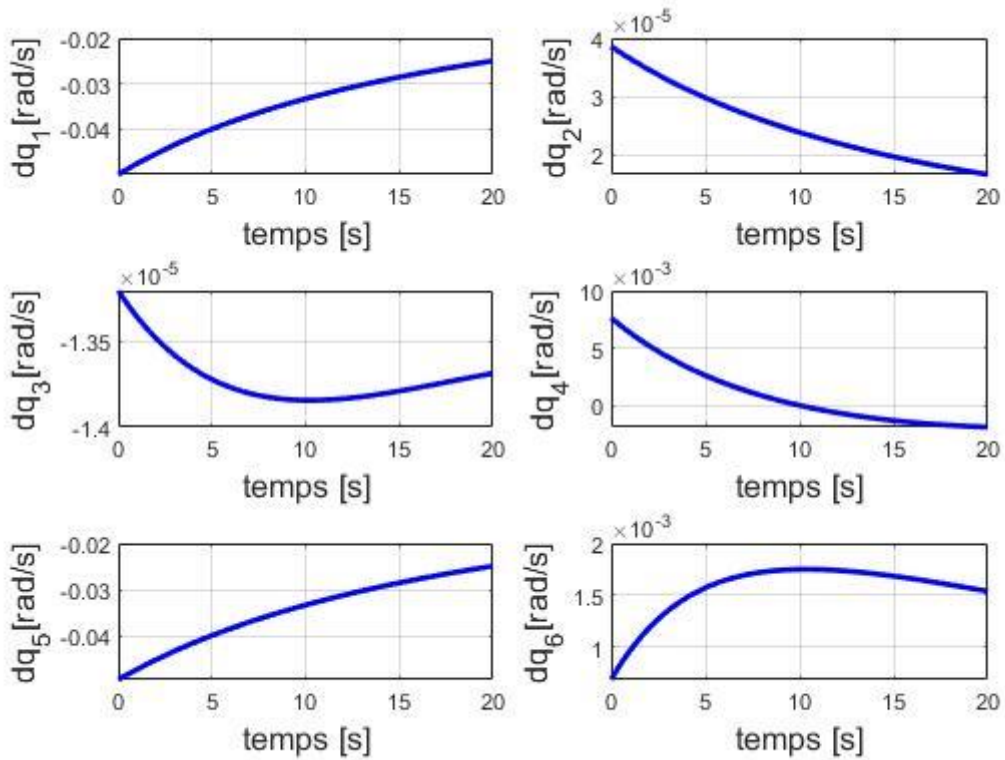 -0.02
-0.03
-0.04
dq1[rad/s]
0 5 10 15 20
temps [s]
×10-5
4
3
2
dq2[rad/s]
0 5 10 15 20
temps [s]
×10-5
-1.35
-1.4
dq3[rad/s]
0 5 10 15 20
temps [s]
×10-3
10
5
0
dq4[rad/s]
0 5 10 15 20
temps [s]
-0.02
-0.03
-0.04
dq5[rad/s]
0 5 10 15 20
temps [s]
×10-3
2
1.5
1
dq6[rad/s]
0 5 10 15 20
temps [s]